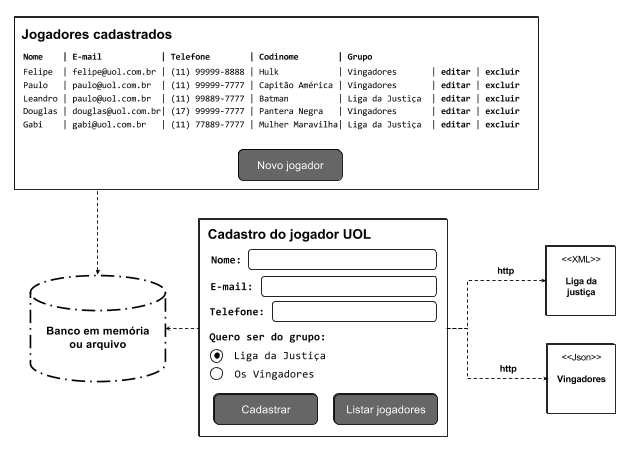 Jogadores cadastrados
Nome | E-mail | Telefone | Codinome | Grupo
Felipe | felipe@uol.com.br | (11) 99999-8888 | Hulk | Vingadores | editar | excluir
Paulo | paulo@uol.com.br | (11) 99999-7777 | Capitão América | Vingadores | editar | excluir
Leandro | paulo@uol.com.br | (11) 99889-7777 | Batman | Liga da Justiça | editar | excluir
Douglas | douglas@uol.com.br| (17) 99999-7777 | Pantera Negra | Vingadores | editar | excluir
Gabi | gabi@uol.com.br | (11) 77889-7777 | Mulher Maravilha| Liga da Justiça | editar | excluir
Novo jogador
Cadastro do jogador UOL
Nome:
E-mail:
Telefone:
Quero ser do grupo:
Liga da Justiça
Os Vingadores
Cadastrar
Listar jogadores
Banco em memória
ou arquivo
http
<<XML>>
Liga da
justiça
http
<<Json>>
Vingadores